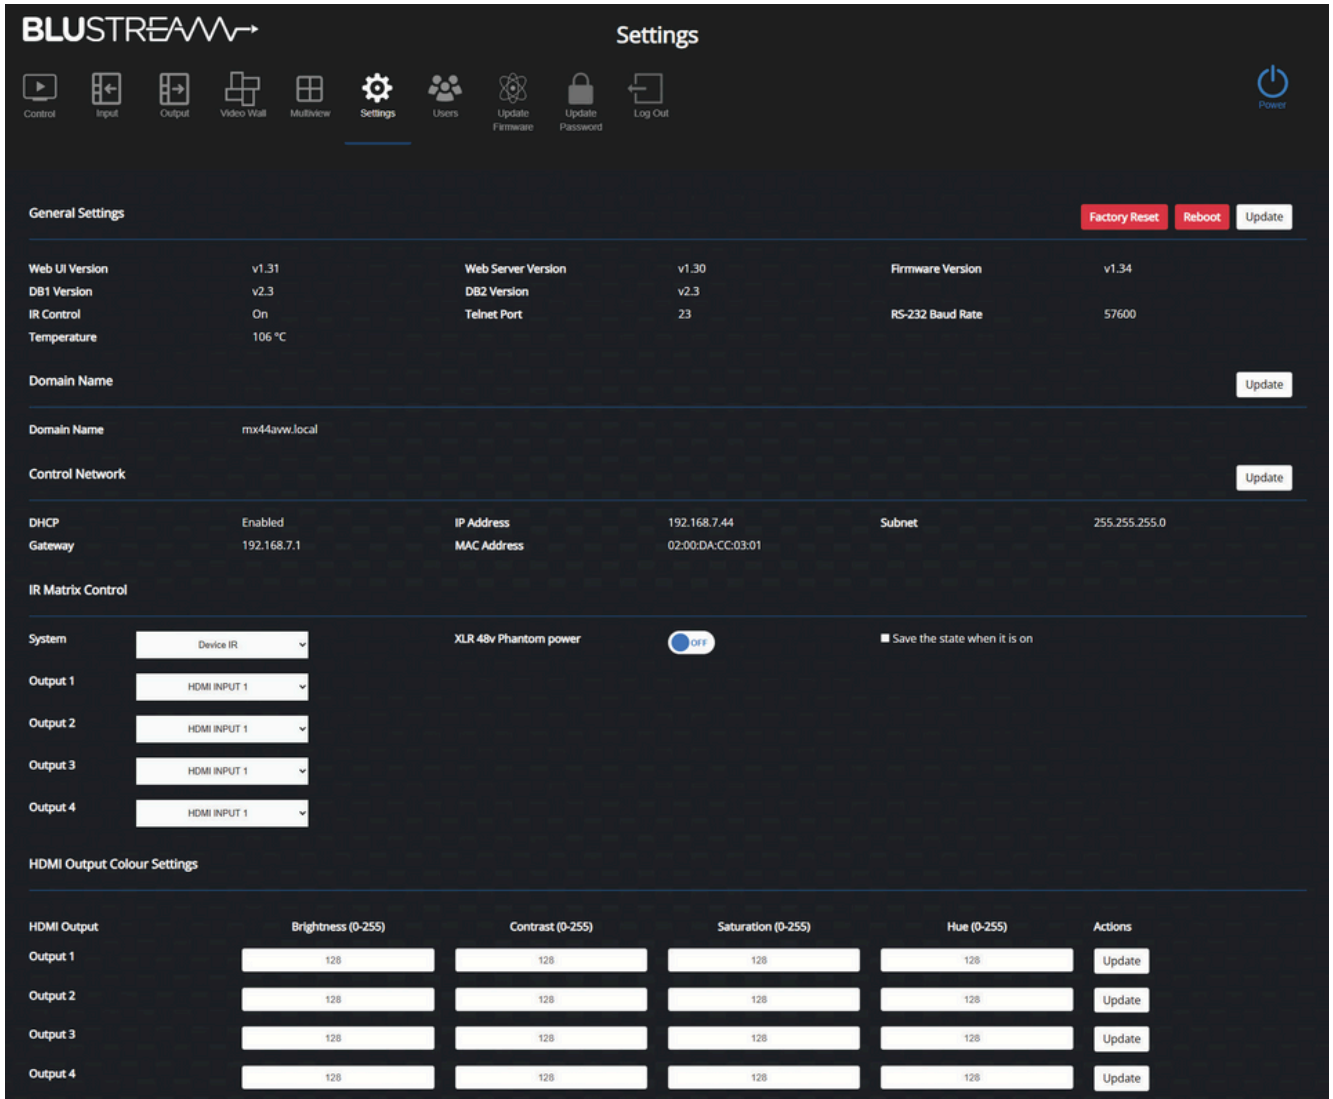 BLUSTREAM
Settings
Control Input Output Video Wall Multiview Settings Users Update Firmware Update Password Log Out Power
General Settings Factory Reset Reboot Update
Web UI Version v1.31 Web Server Version v1.30 Firmware Version v1.34
DB1 Version v2.3 DB2 Version v2.3
IR Control On Telnet Port 23 RS-232 Baud Rate 57600
Temperature 106 °C
Domain Name Update
Domain Name mx44avw.local
Control Network Update
DHCP Enabled IP Address 192.168.7.44 Subnet 255.255.255.0
Gateway 192.168.7.1 MAC Address 02:00:DA:CC:03:01
IR Matrix Control
System Device IR XLR 48v Phantom power OFF Save the state when it is on
Output 1 HDMI INPUT 1
Output 2 HDMI INPUT 1
Output 3 HDMI INPUT 1
Output 4 HDMI INPUT 1
HDMI Output Colour Settings
HDMI Output Brightness (0-255) Contrast (0-255) Saturation (0-255) Hue (0-255) Actions
Output 1 128 128 128 128 Update
Output 2 128 128 128 128 Update
Output 3 128 128 128 128 Update
Output 4 128 128 128 128 Update